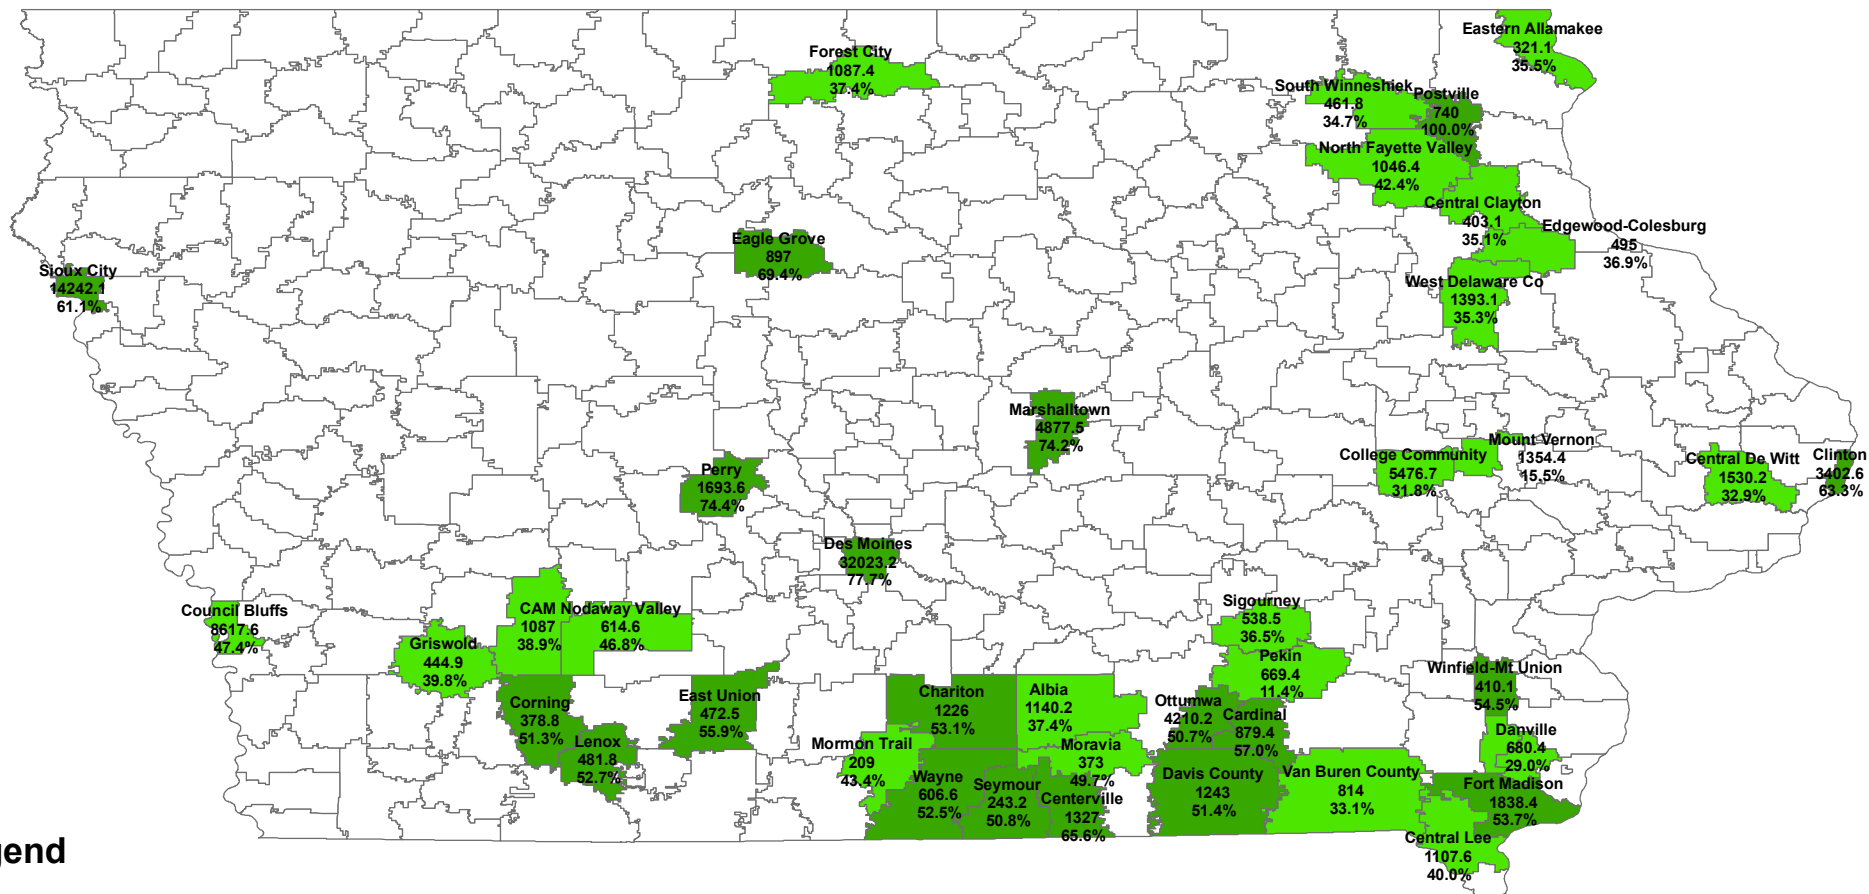 Eastern Allamakee
321.1
35.5%
Forest City
1087.4
37.4%
South Winneshiek
461.8
34.7%
Postville
740
100.0%
North Fayette Valley
1046.4
42.4%
Central Clayton
403.1
35.1%
Edgewood-Colesburg
495
36.9%
Eagle Grove
897
69.4%
Sioux City
14242.1
61.1%
West Delaware Co
1393.1
35.3%
Marshalltown
4877.5
74.2%
Mount Vernon
1354.4
15.5%
College Community
5476.7
31.8%
Central De Witt
1530.2
32.9%
Clinton
3402.6
63.3%
Perry
1693.6
74.4%
Des Moines
32023.2
77.7%
Council Bluffs
8617.6
47.4%
CAM
1087
38.9%
Nodaway Valley
614.6
46.8%
Griswold
444.9
39.8%
Sigourney
538.5
36.5%
Pekin
669.4
11.4%
Winfield-Mt Union
410.1
54.5%
Corning
378.8
51.3%
East Union
472.5
55.9%
Chariton
1226
53.1%
Albia
1140.2
37.4%
Ottumwa
4210.2
50.7%
Cardinal
879.4
57.0%
Danville
680.4
29.0%
Lenox
481.8
52.7%
Mormon Trail
209
43.4%
Moravia
373
49.7%
Wayne
606.6
52.5%
Seymour
243.2
50.8%
Centerville
1327
65.6%
Davis County
1243
51.4%
Van Buren County
814
33.1%
Fort Madison
1838.4
53.7%
Central Lee
1107.6
40.0%
gend